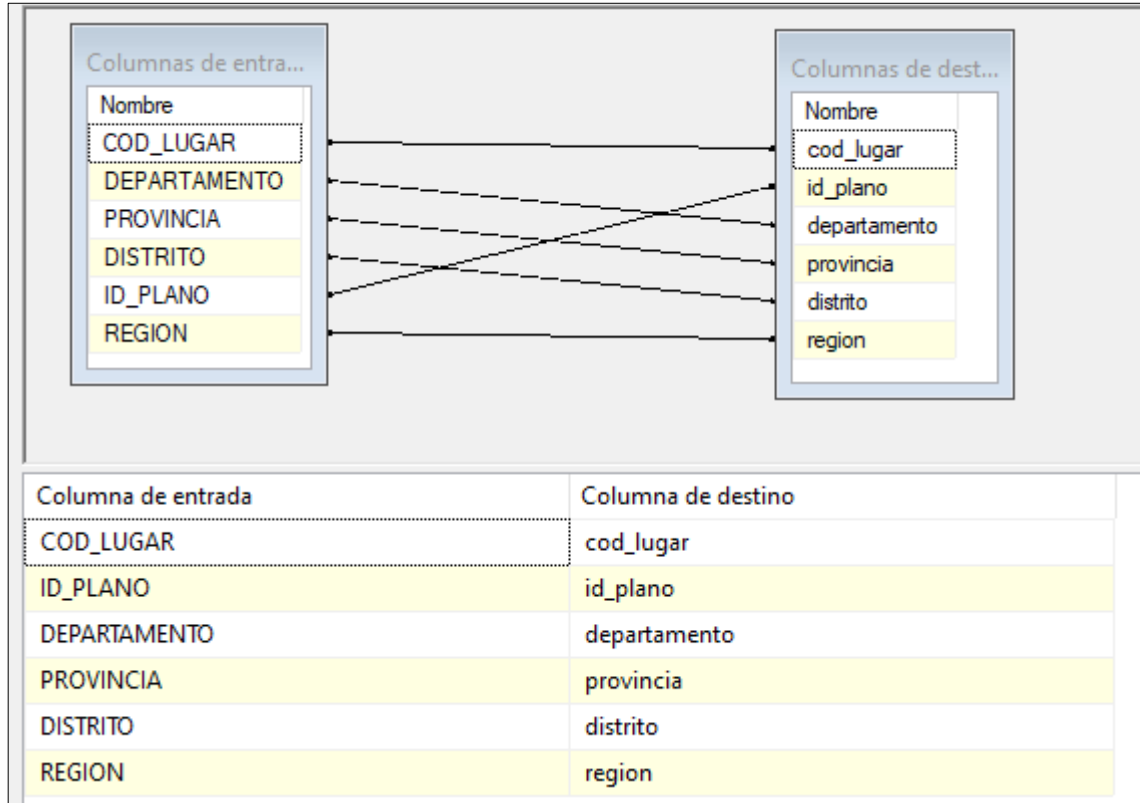 Columnas de entra...
Nombre
COD_LUGAR
DEPARTAMENTO
PROVINCIA
DISTRITO
ID_PLANO
REGION
Columnas de dest...
Nombre
cod_lugar
id_plano
departamento
provincia
distrito
region
Columna de entrada Columna de destino
COD_LUGAR cod_lugar
ID_PLANO id_plano
DEPARTAMENTO departamento
PROVINCIA provincia
DISTRITO distrito
REGION region